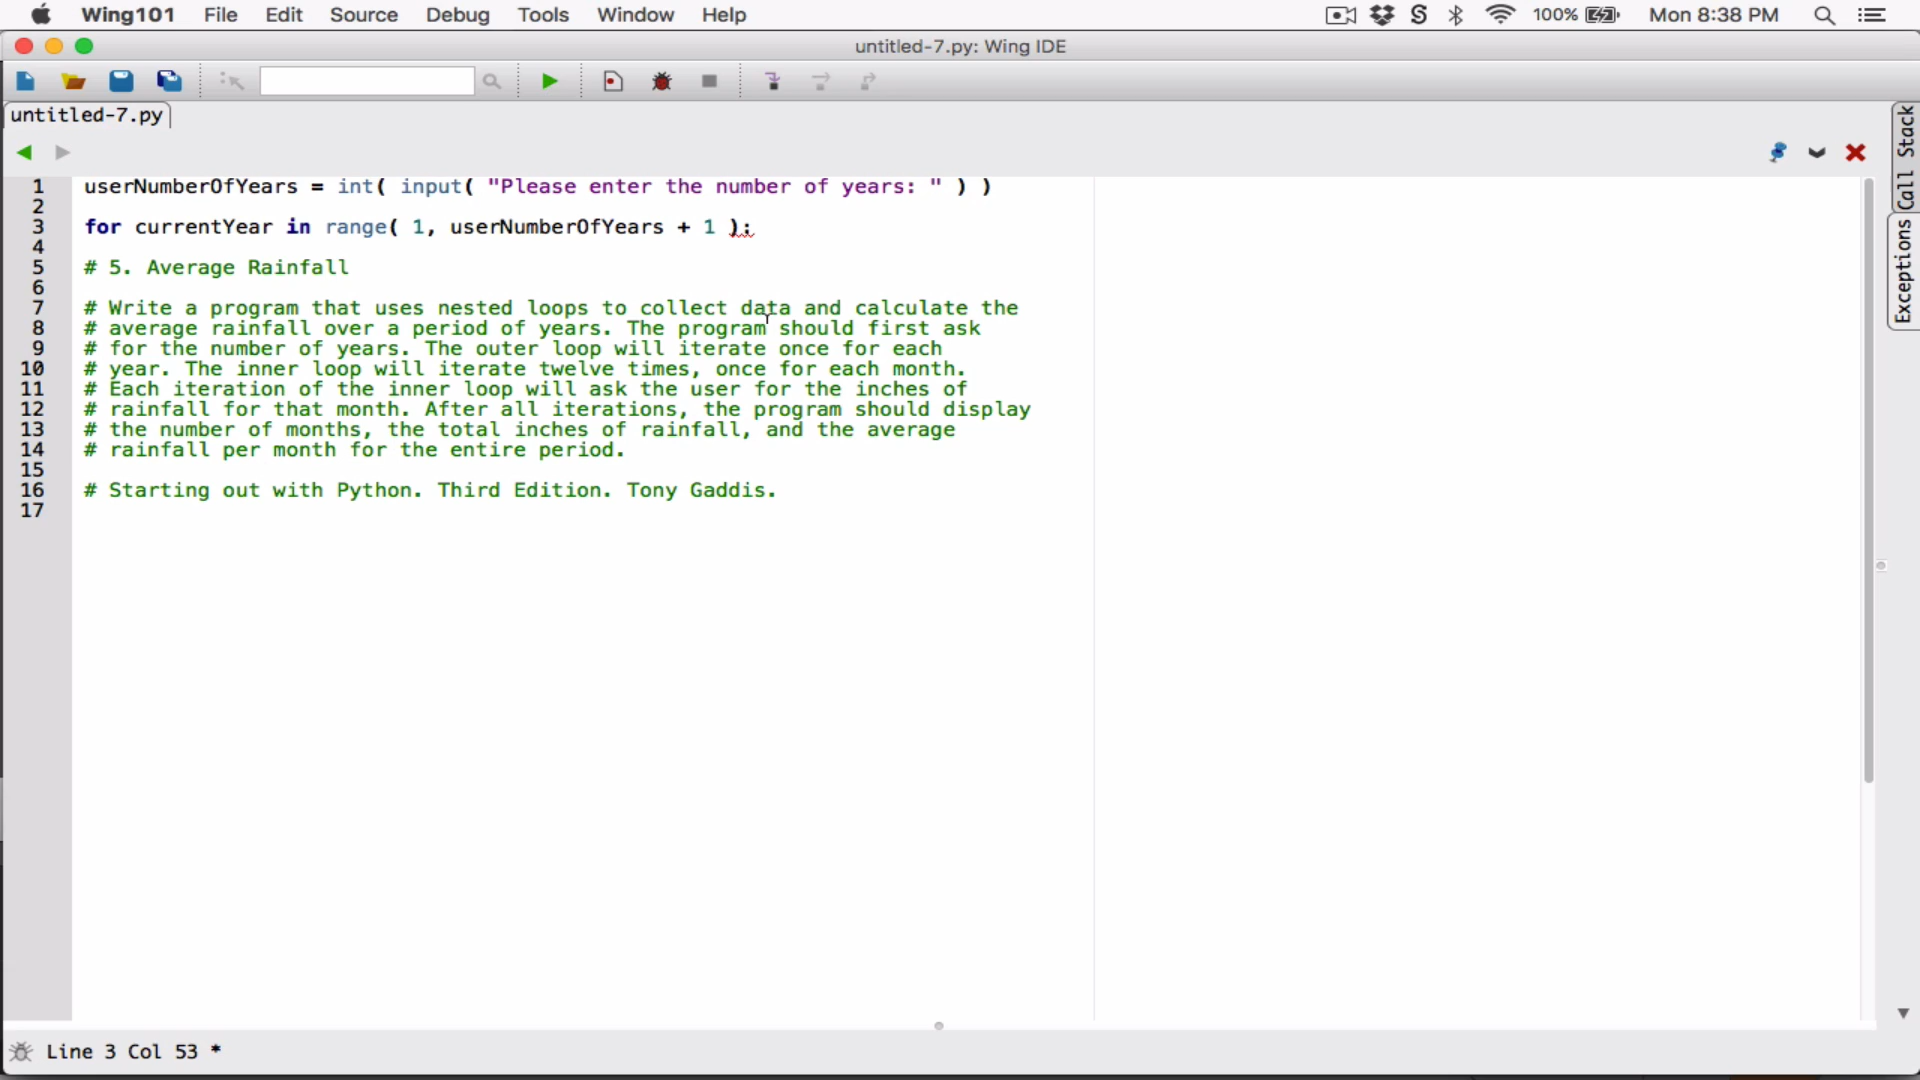 Wing101 File Edit Source Debug Tools Window Help 100% Mon 8:38 PM
untitled-7.py: Wing IDE
untitled-7.py
Call Stack
Exceptions
1 userNumberOfYears = int( input( "Please enter the number of years: " ) )
2
3 for currentYear in range( 1, userNumberOfYears + 1 ):
4
5 # 5. Average Rainfall
6
7 # Write a program that uses nested loops to collect data and calculate the
8 # average rainfall over a period of years. The program should first ask
9 # for the number of years. The outer loop will iterate once for each
10 # year. The inner loop will iterate twelve times, once for each month.
11 # Each iteration of the inner loop will ask the user for the inches of
12 # rainfall for that month. After all iterations, the program should display
13 # the number of months, the total inches of rainfall, and the average
14 # rainfall per month for the entire period.
15
16 # Starting out with Python. Third Edition. Tony Gaddis.
17
Line 3 Col 53 *